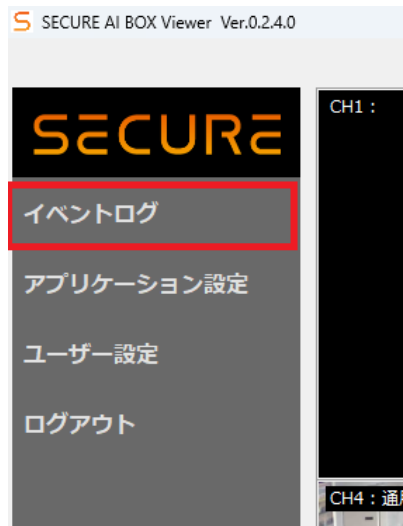 SECURE AI BOX Viewer Ver.0.2.4.0
SECURE
CH1 :
イベントログ
アプリケーション設定
ユーザー設定
ログアウト
CH4 : 通